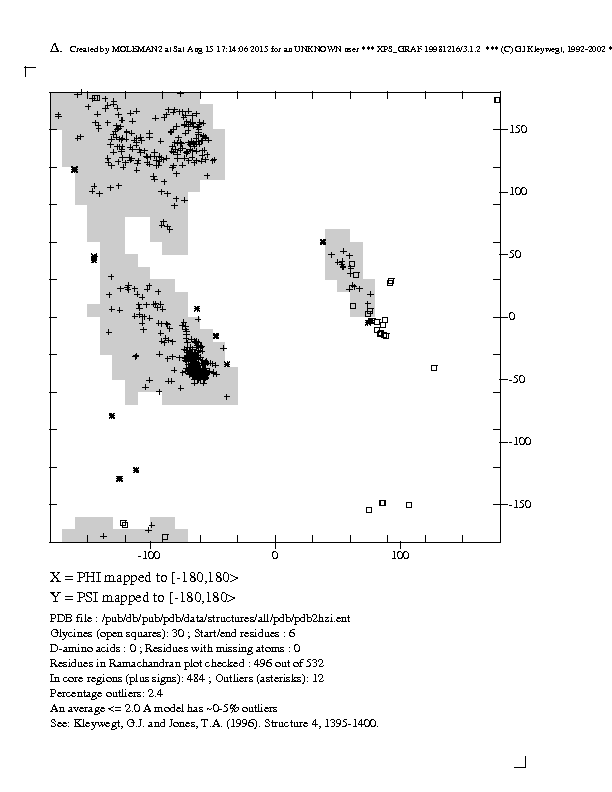 Δ. Created by MOLEMAN2 at Sat Aug 15 17:14:06 2015 for an UNKNOWN user *** XPS_GRAF 19981216/3.1.2 *** (C) GJ Kleywegt, 1992-2002 *
150
100
50
0
-50
-100
-150
-100 0 100
X = PHI mapped to [-180,180>
Y = PSI mapped to [-180,180>
PDB file : /pub/db/pub/pdb/data/structures/all/pdb/pdb2hzi.ent
Glycines (open squares): 30 ; Start/end residues : 6
D-amino acids : 0 ; Residues with missing atoms : 0
Residues in Ramachandran plot checked : 496 out of 532
In core regions (plus signs): 484 ; Outliers (asterisks): 12
Percentage outliers: 2.4
An average <= 2.0 A model has ~0-5% outliers
See: Kleywegt, G.J. and Jones, T.A. (1996). Structure 4, 1395-1400.